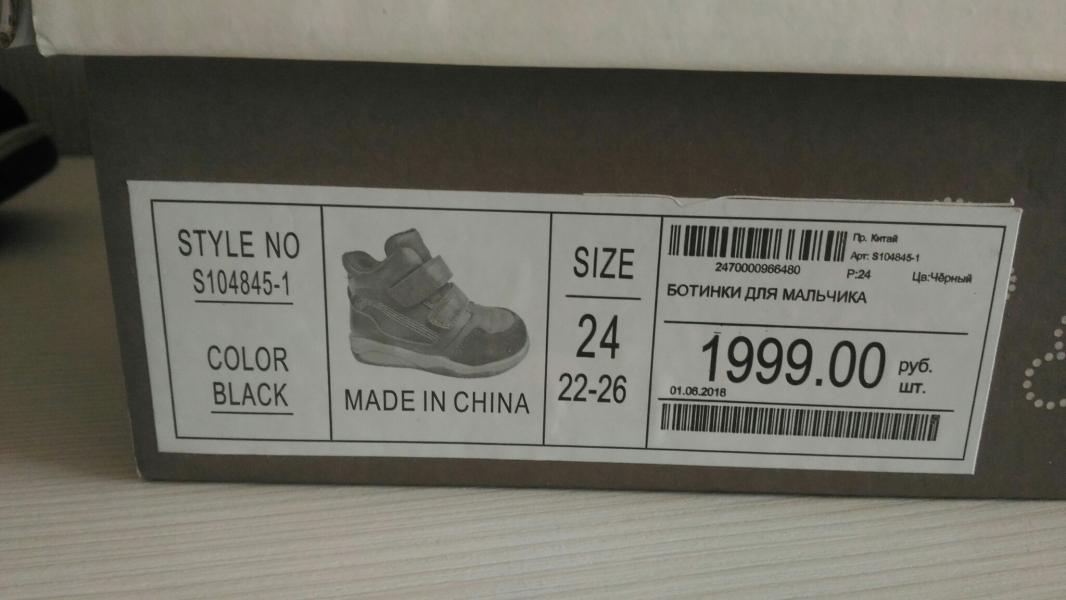 STYLE NO
S104845-1
COLOR
BLACK
MADE IN CHINA
SIZE
24
22-26
2470000966480
Пр. Китай
Арт: S104845-1
Р:24 Цв:Чёрный
БОТИНКИ ДЛЯ МАЛЬЧИКА
1999.00 руб.
шт.
01.06.2018